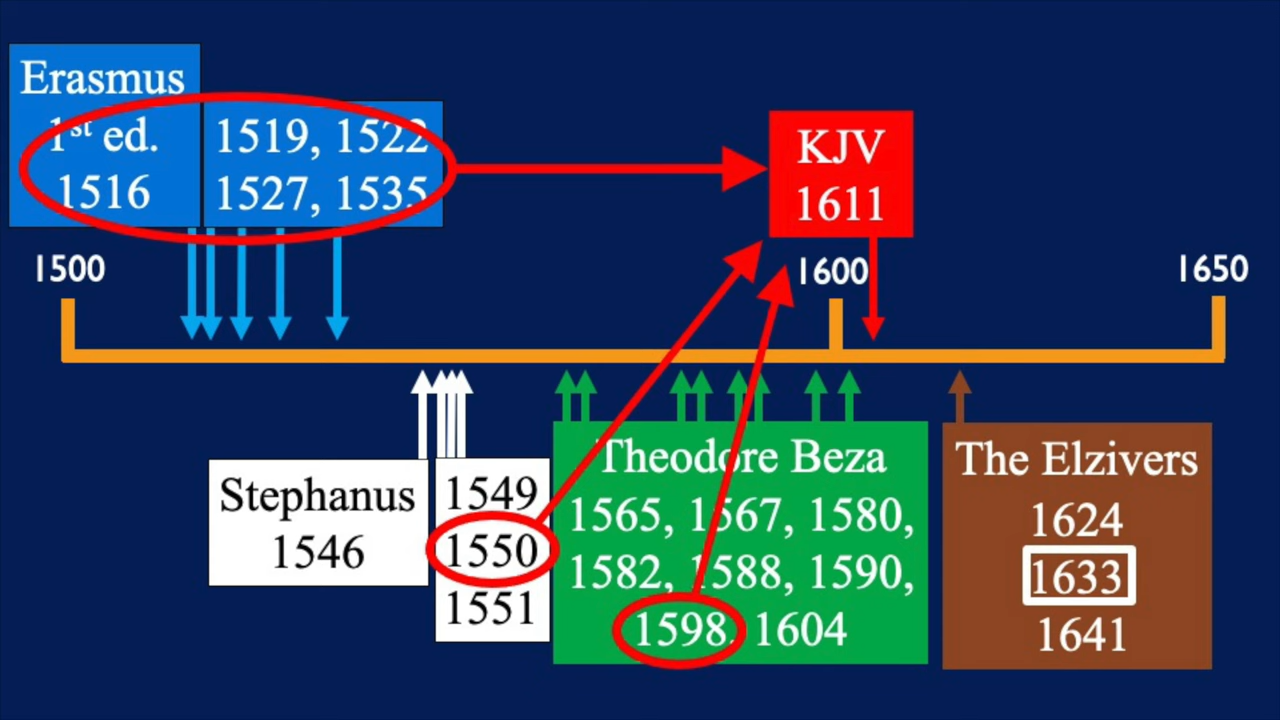 Erasmus
1st ed.
1516
1519, 1522
1527, 1535
KJV
1611
1500
1600
1650
Stephanus
1546
1549
1550
1551
Theodore Beza
1565, 1567, 1580,
1582, 1588, 1590,
1598, 1604
The Elzivers
1624
1633
1641